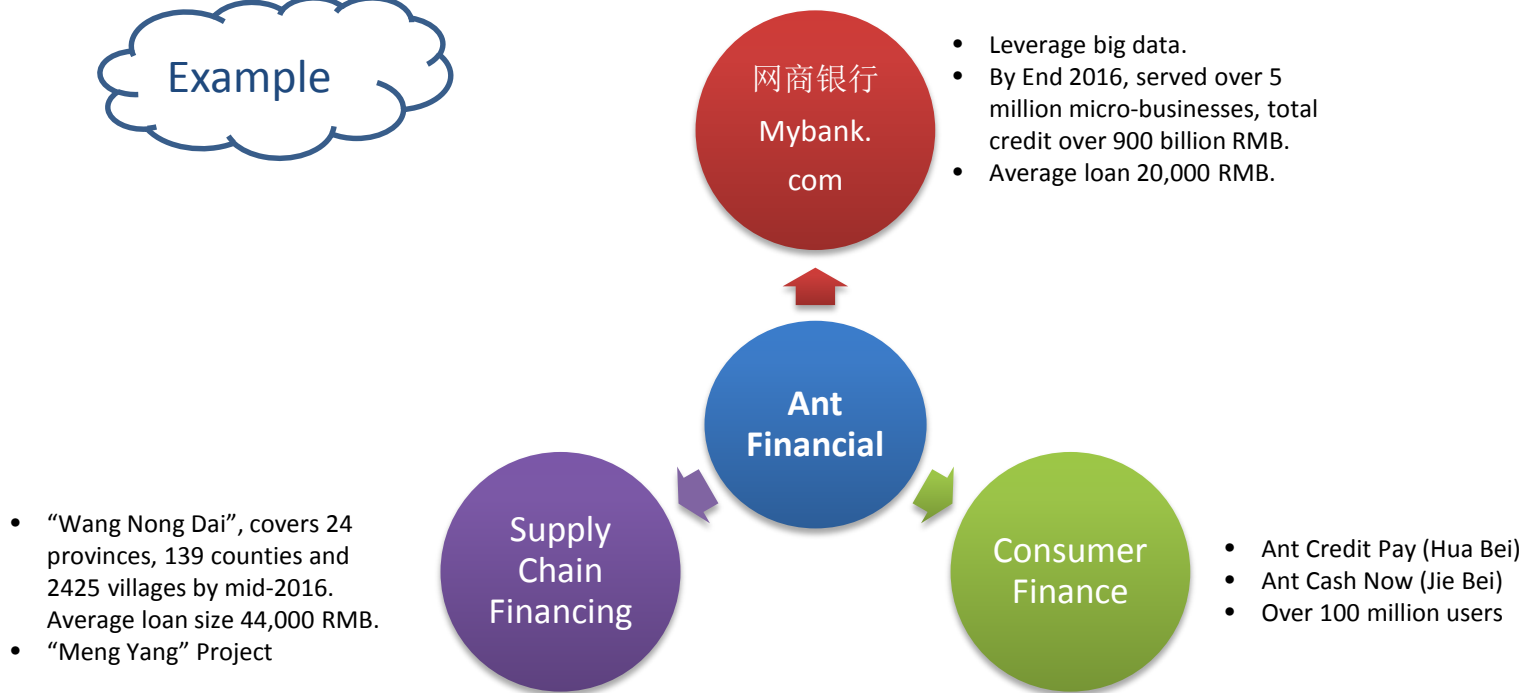 Example
网商银行
Mybank.
com
• Leverage big data.
• By End 2016, served over 5
million micro-businesses, total
credit over 900 billion RMB.
• Average loan 20,000 RMB.
Ant
Financial
• “Wang Nong Dai”, covers 24
provinces, 139 counties and
2425 villages by mid-2016.
Average loan size 44,000 RMB.
• “Meng Yang” Project
Supply
Chain
Financing
Consumer
Finance
• Ant Credit Pay (Hua Bei)
• Ant Cash Now (Jie Bei)
• Over 100 million users